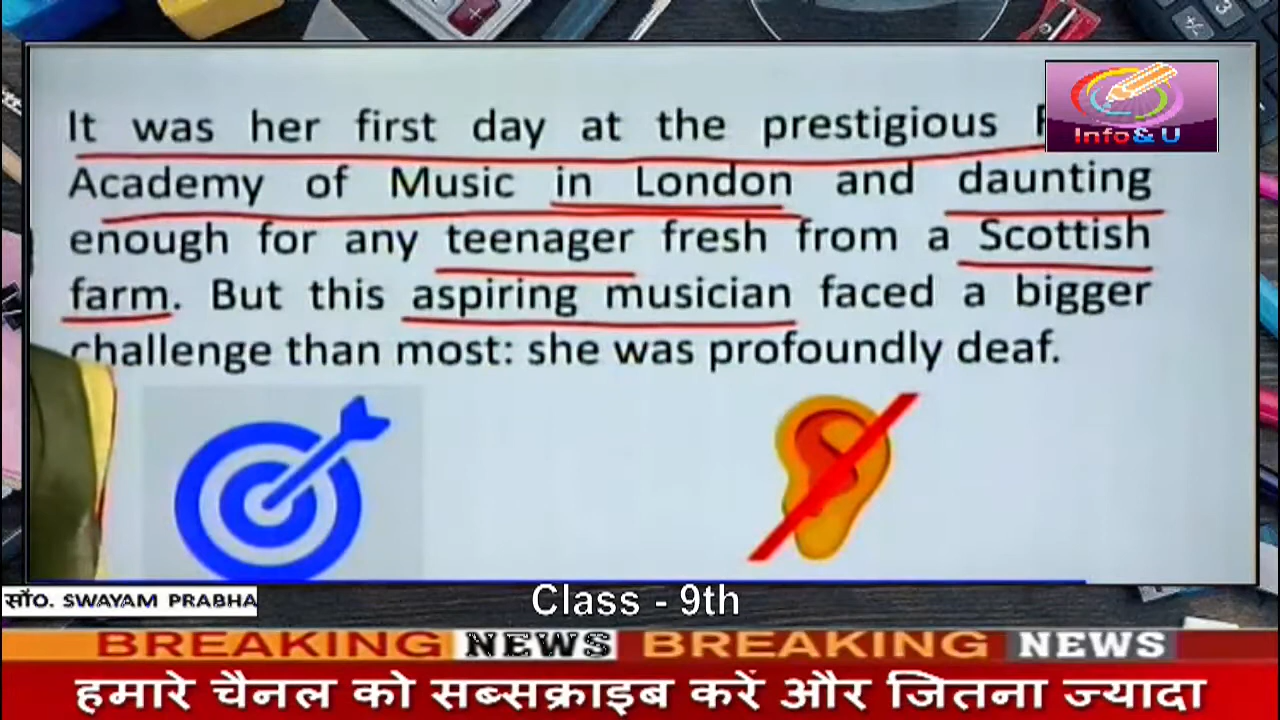 It was her first day at the prestigious
Academy of Music in London and daunting
enough for any teenager fresh from a Scottish
farm. But this aspiring musician faced a bigger
challenge than most: she was profoundly deaf.
Info& U
सौo. SWAYAM PRABHA
Class - 9th
BREAKING NEWS BREAKING NEWS
हमारे चैनल को सब्सक्राइब करें और जितना ज्यादा